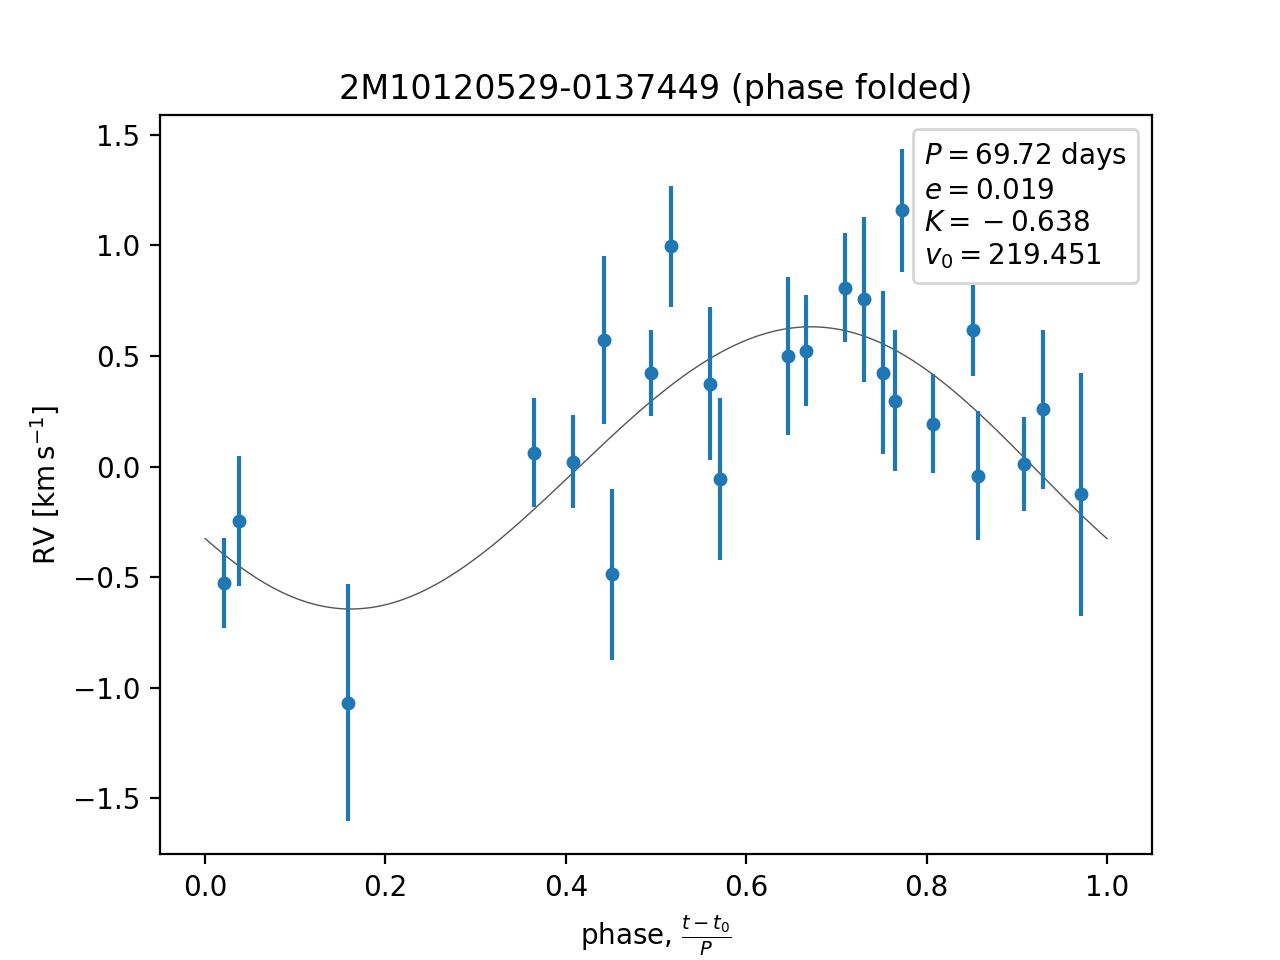 2M10120529-0137449 (phase folded)
P = 69.72 days
e = 0.019
K = −0.638
v₀ = 219.451
RV [km s⁻¹]
1.5
1.0
0.5
0.0
−0.5
−1.0
−1.5
0.0 0.2 0.4 0.6 0.8 1.0
phase, (t − t₀)/P